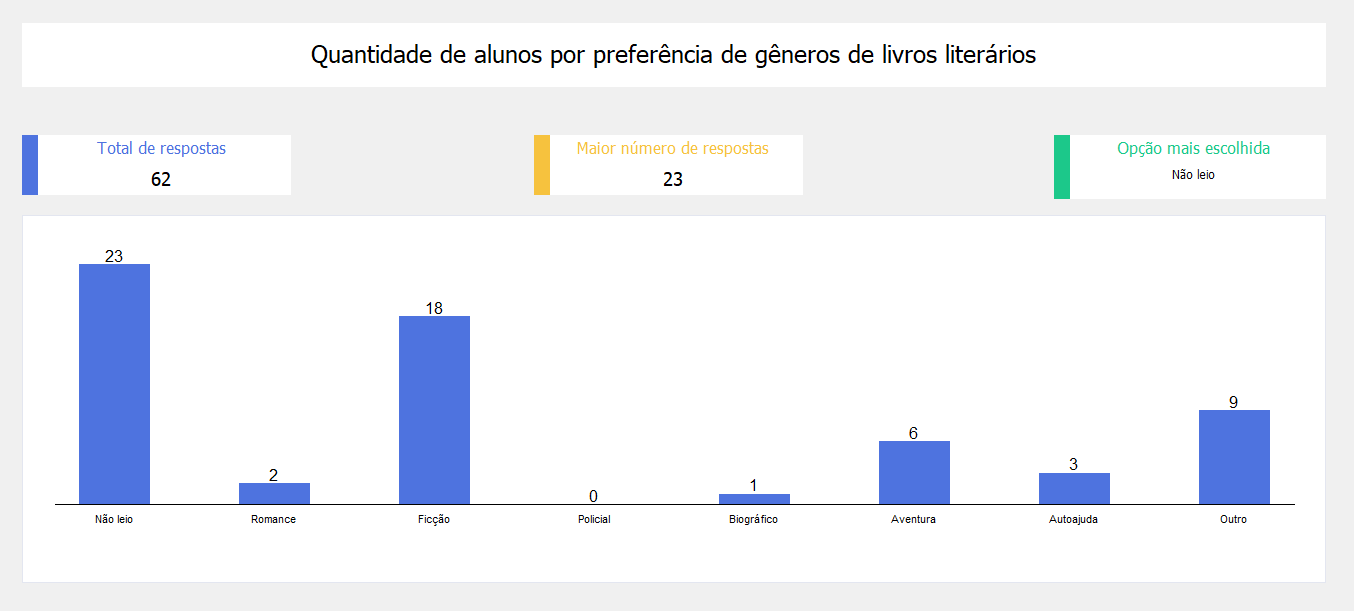 Quantidade de alunos por preferência de gêneros de livros literários
Total de respostas
62
Maior número de respostas
23
Opção mais escolhida
Não leio
23
2
18
0
1
6
3
9
Não leio
Romance
Ficção
Policial
Biográfico
Aventura
Autoajuda
Outro